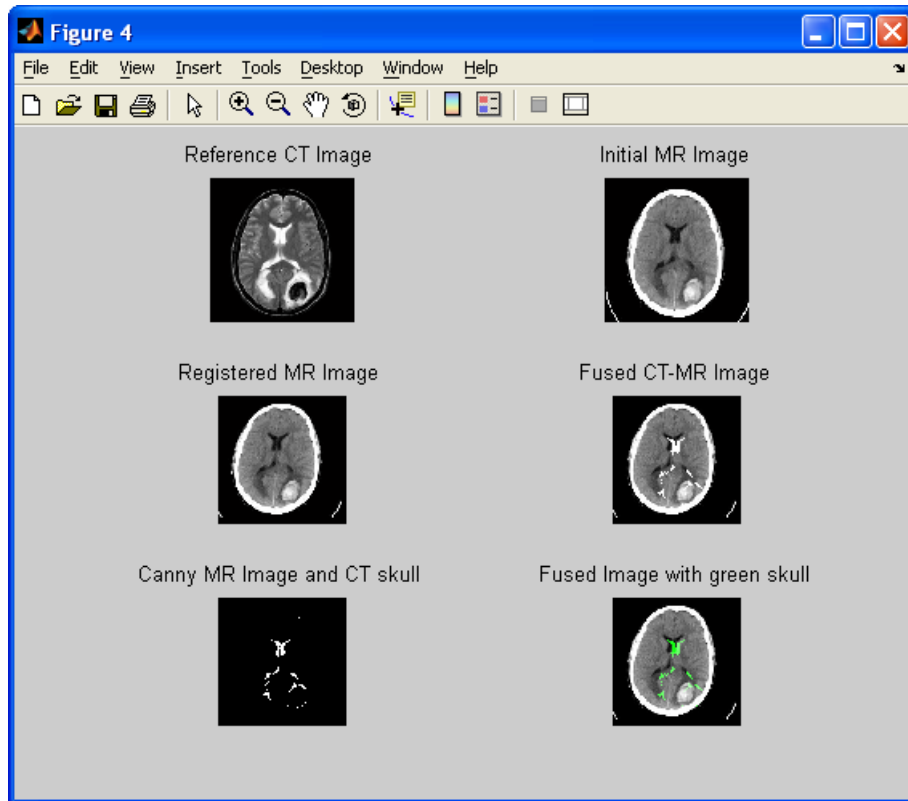 Figure 4
File Edit View Insert Tools Desktop Window Help
Reference CT Image
Initial MR Image
Registered MR Image
Fused CT-MR Image
Canny MR Image and CT skull
Fused Image with green skull